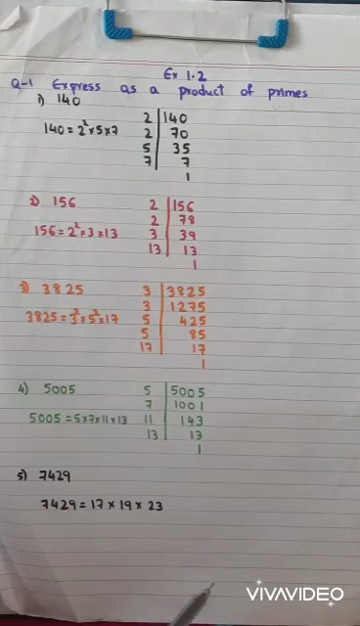 Ex 1.2
Q-1 Express as a product of primes
1) 140
2 | 140
140 = 2² × 5 × 7
2 | 70
5 | 35
7 | 7
1
2) 156
2 | 156
2 | 78
156 = 2² × 3 × 13
3 | 39
13 | 13
1
3) 3825
3 | 3825
3 | 1275
3825 = 3² × 5² × 17
5 | 425
5 | 85
17 | 17
1
4) 5005
5 | 5005
7 | 1001
5005 = 5 × 7 × 11 × 13
11 | 143
13 | 13
1
5) 7429
7429 = 17 × 19 × 23
VIVAVIDEO